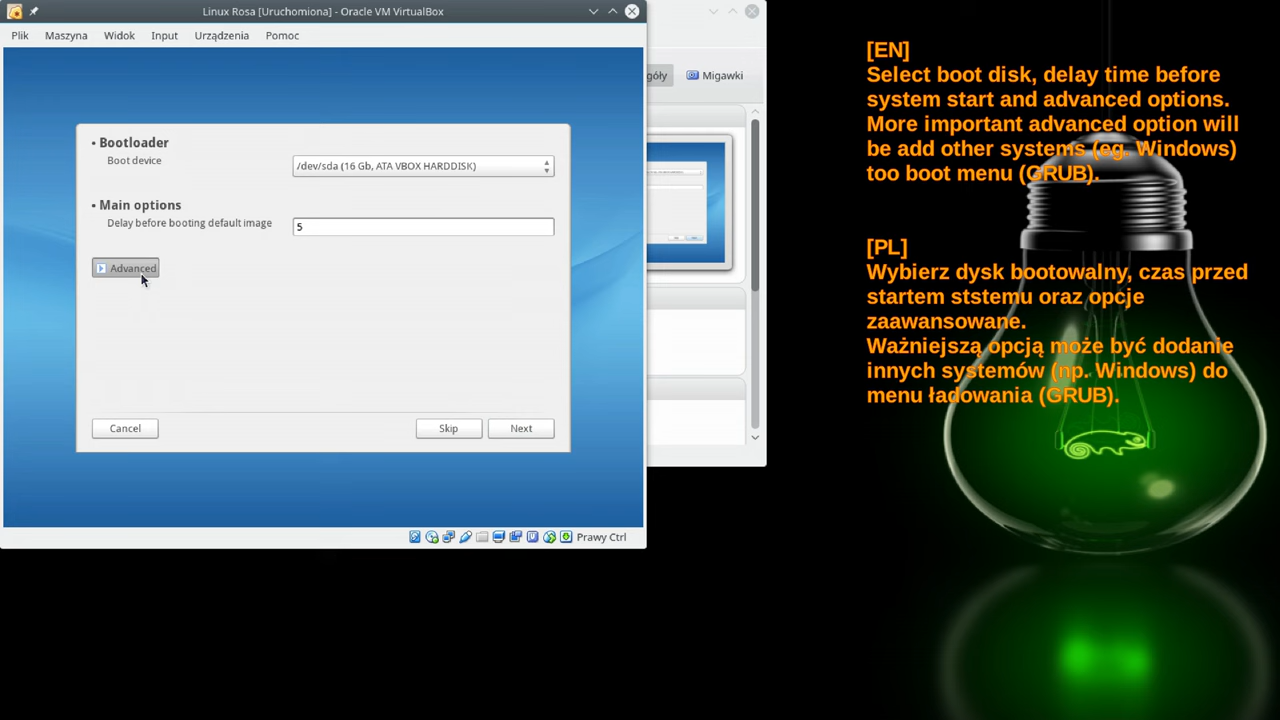 Linux Rosa [Uruchomiona] - Oracle VM VirtualBox
Plik Maszyna Widok Input Urządzenia Pomoc
góły Migawki
• Bootloader
Boot device
/dev/sda (16 Gb, ATA VBOX HARDDISK)
• Main options
Delay before booting default image
5
Advanced
Cancel Skip Next
Prawy Ctrl
[EN]
Select boot disk, delay time before
system start and advanced options.
More important advanced option will
be add other systems (eg. Windows)
too boot menu (GRUB).
[PL]
Wybierz dysk bootowalny, czas przed
startem ststemu oraz opcje
zaawansowane.
Ważniejszą opcją może być dodanie
innych systemów (np. Windows) do
menu ładowania (GRUB).